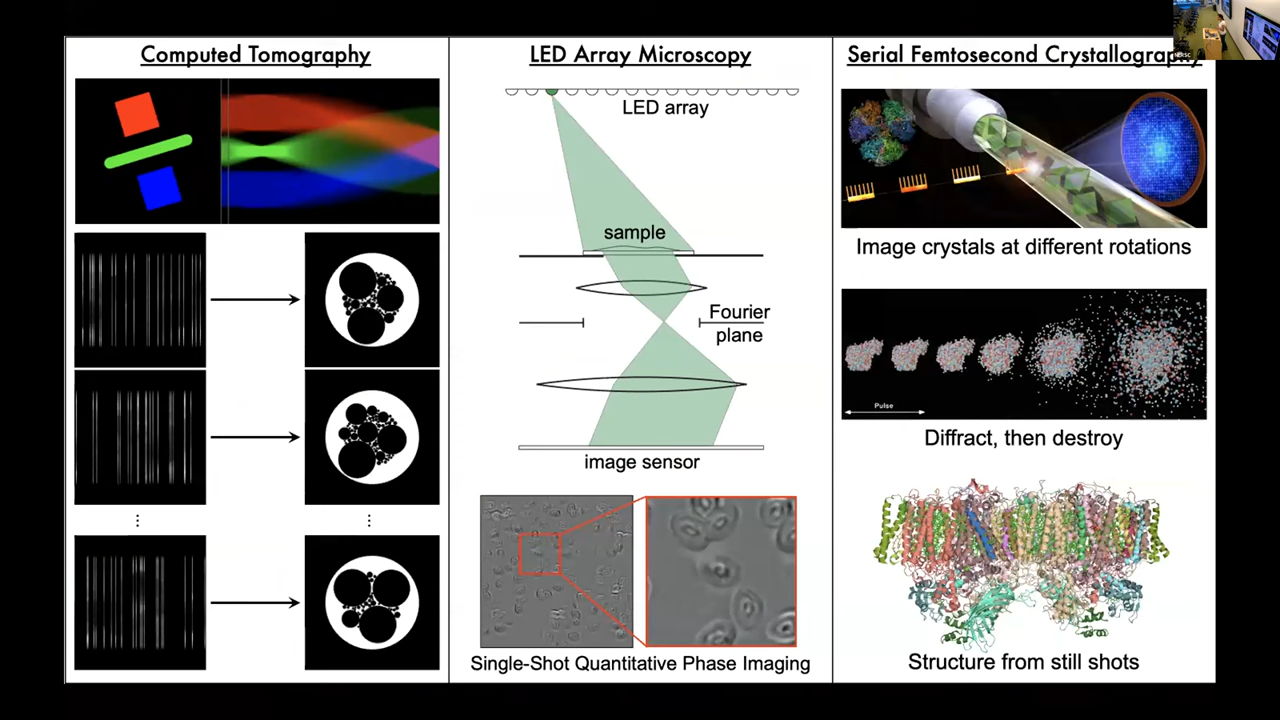 Computed Tomography
LED Array Microscopy
LED array
sample
Fourier
plane
image sensor
Single-Shot Quantitative Phase Imaging
Serial Femtosecond Crystallography
Image crystals at different rotations
Pulse
Diffract, then destroy
Structure from still shots